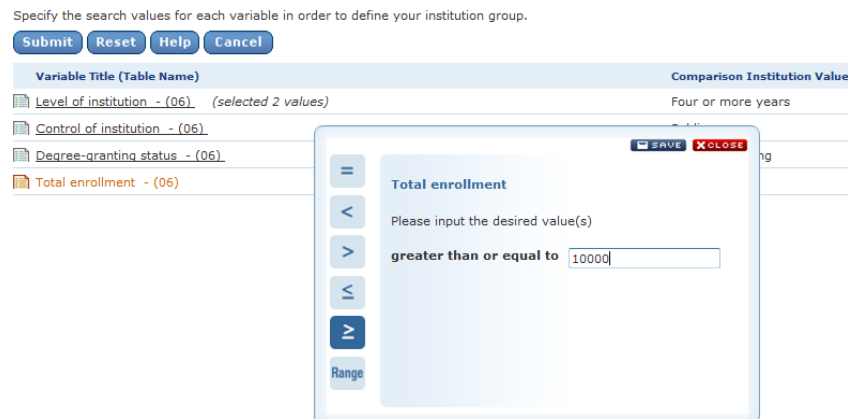 Specify the search values for each variable in order to define your institution group.
Submit Reset Help Cancel
Variable Title (Table Name) Comparison Institution Value
Level of institution - (06) (selected 2 values) Four or more years
Control of institution - (06)
Degree-granting status - (06) ng
Total enrollment - (06)
SAVE XCLOSE
=
Total enrollment
<
Please input the desired value(s)
>
greater than or equal to 10000
≤
≥
Range